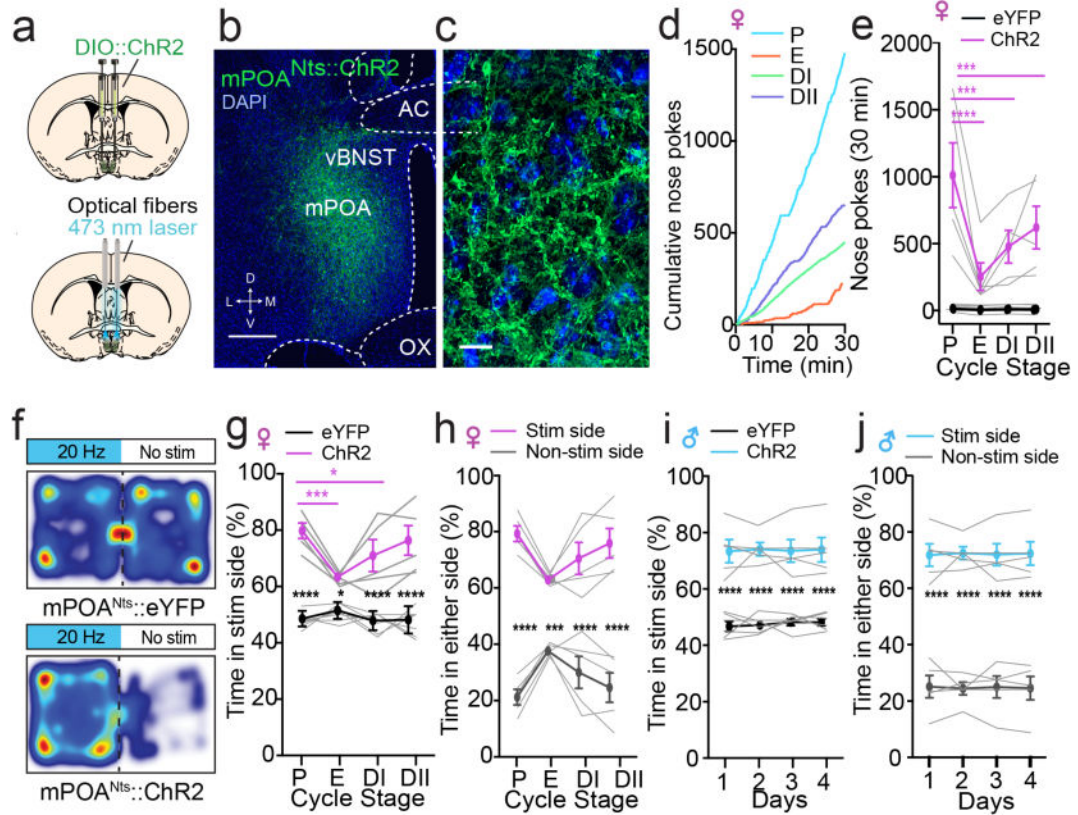 a
DIO::ChR2
Optical fibers
473 nm laser
b
mPOA^Nts::ChR2
DAPI
AC
vBNST
mPOA
D
L M
V
OX
c
d
♀
P
E
DI
DII
Cumulative nose pokes
1500
1000
500
0
0 10 20 30
Time (min)
e
♀
eYFP
ChR2
Nose pokes (30 min)
2000
1500
1000
500
0
***
***
****
P E DI DII
Cycle Stage
f
20 Hz No stim
mPOA^Nts::eYFP
20 Hz No stim
mPOA^Nts::ChR2
g
♀
eYFP
ChR2
Time in stim side (%)
100
80
60
40
20
0
*
***
**** * **** ****
P E DI DII
Cycle Stage
h
♀
Stim side
Non-stim side
Time in either side (%)
100
80
60
40
20
0
**** *** **** ****
P E DI DII
Cycle Stage
i
♂
eYFP
ChR2
Time in stim side (%)
100
80
60
40
20
0
**** **** **** ****
1 2 3 4
Days
j
♂
Stim side
Non-stim side
Time in either side (%)
100
80
60
40
20
0
**** **** **** ****
1 2 3 4
Days